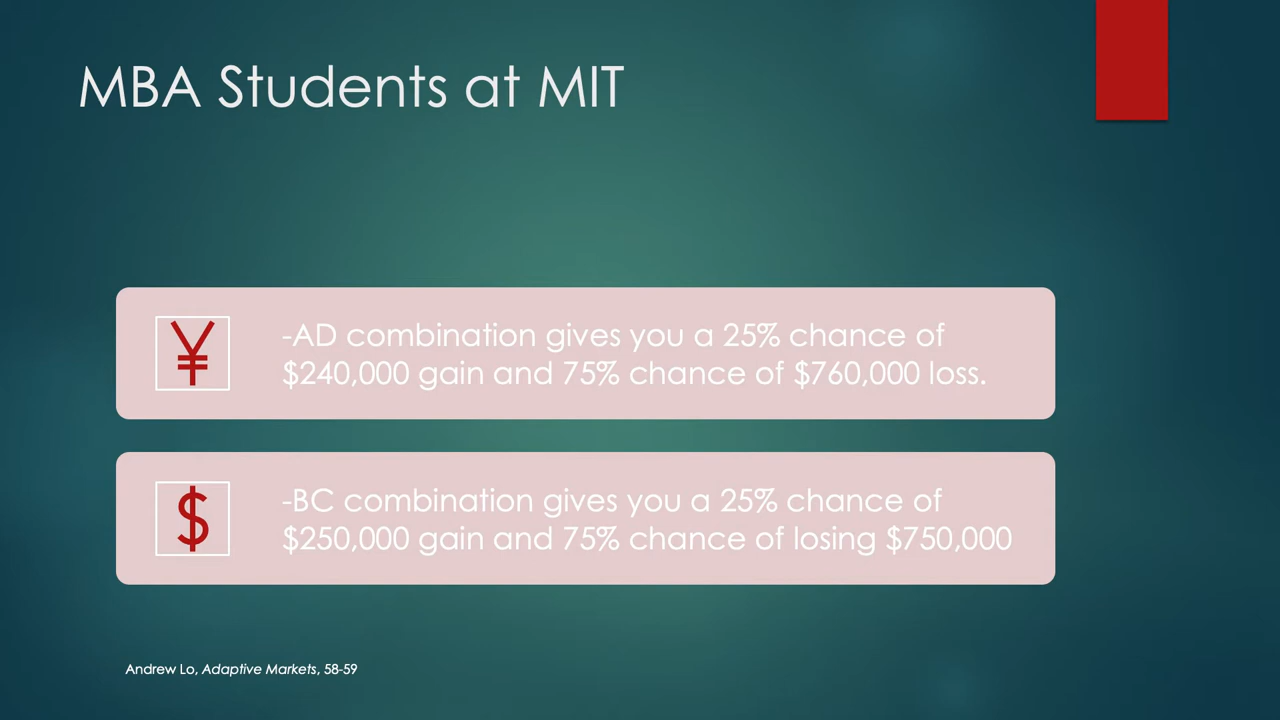 MBA Students at MIT
¥
-AD combination gives you a 25% chance of
$240,000 gain and 75% chance of $760,000 loss.
$
-BC combination gives you a 25% chance of
$250,000 gain and 75% chance of losing $750,000
Andrew Lo, Adaptive Markets, 58-59